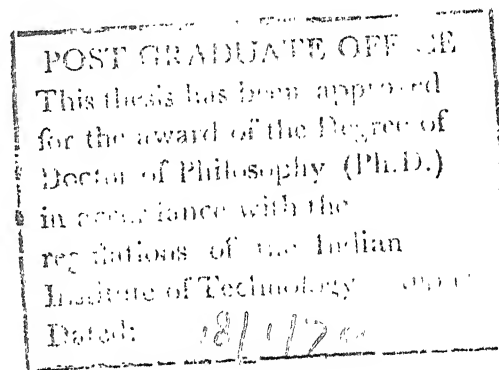 POST GRADUATE OFFICE
This thesis has been approved
for the award of the Degree of
Doctor of Philosophy (Ph.D.)
in accordance with the
regulations of the Indian
Institute of Technology
Dated: